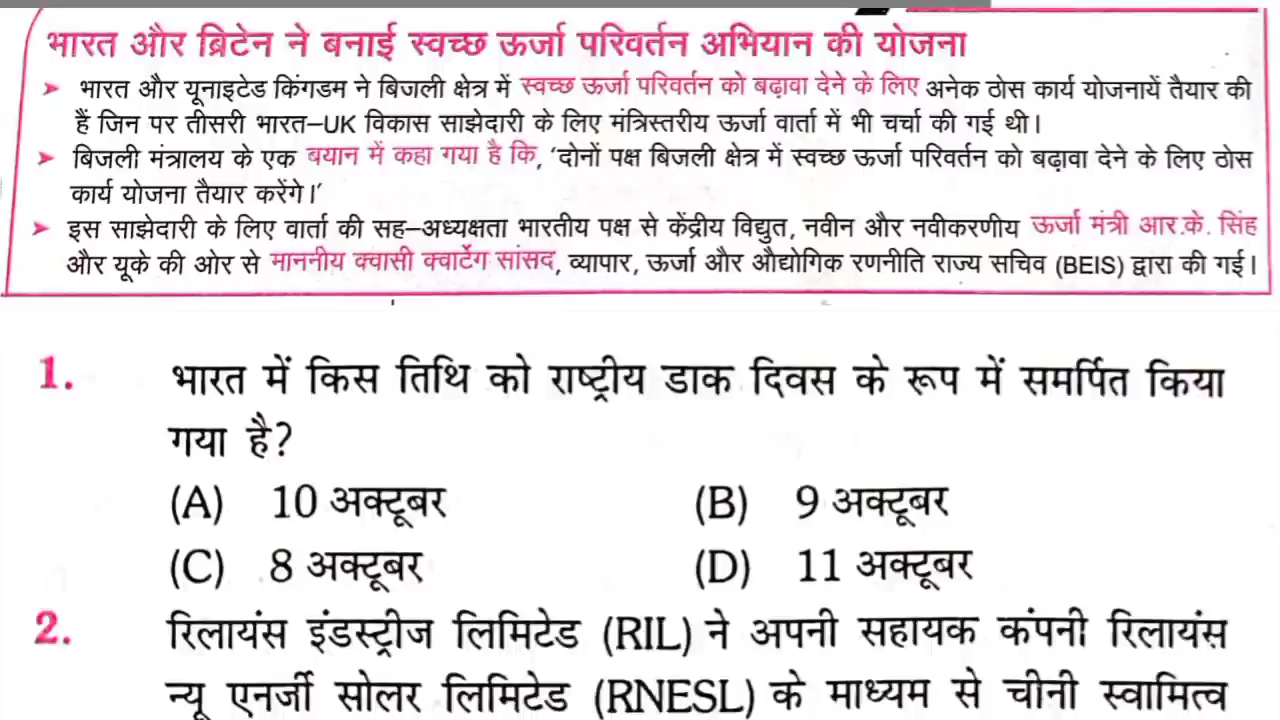 भारत और ब्रिटेन ने बनाई स्वच्छ ऊर्जा परिवर्तन अभियान की योजना
➤ भारत और यूनाइटेड किंगडम ने बिजली क्षेत्र में स्वच्छ ऊर्जा परिवर्तन को बढ़ावा देने के लिए अनेक ठोस कार्य योजनायें तैयार की
हैं जिन पर तीसरी भारत–UK विकास साझेदारी के लिए मंत्रिस्तरीय ऊर्जा वार्ता में भी चर्चा की गई थी।
➤ बिजली मंत्रालय के एक बयान में कहा गया है कि, ‘दोनों पक्ष बिजली क्षेत्र में स्वच्छ ऊर्जा परिवर्तन को बढ़ावा देने के लिए ठोस
कार्य योजना तैयार करेंगे।’
➤ इस साझेदारी के लिए वार्ता की सह–अध्यक्षता भारतीय पक्ष से केंद्रीय विद्युत, नवीन और नवीकरणीय ऊर्जा मंत्री आर.के. सिंह
और यूके की ओर से माननीय क्वासी क्वार्टेंग सांसद, व्यापार, ऊर्जा और औद्योगिक रणनीति राज्य सचिव (BEIS) द्वारा की गई।
1. भारत में किस तिथि को राष्ट्रीय डाक दिवस के रूप में समर्पित किया
गया है?
(A) 10 अक्टूबर (B) 9 अक्टूबर
(C) 8 अक्टूबर (D) 11 अक्टूबर
2. रिलायंस इंडस्ट्रीज लिमिटेड (RIL) ने अपनी सहायक कंपनी रिलायंस
न्यू एनर्जी सोलर लिमिटेड (RNESL) के माध्यम से चीनी स्वामित्व